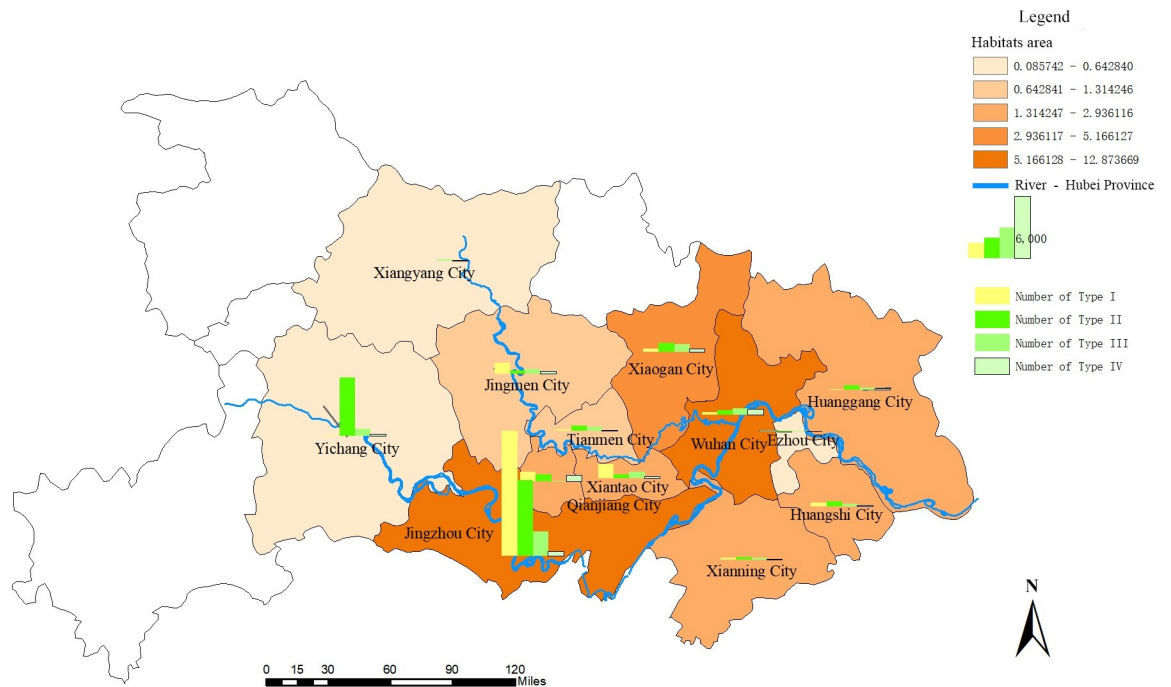 Legend
Habitats area
0.085742 - 0.642840
0.642841 - 1.314246
1.314247 - 2.936116
2.936117 - 5.166127
5.166128 - 12.873669
River - Hubei Province
6,000
Number of Type I
Number of Type II
Number of Type III
Number of Type IV
Xiangyang City
Jingmen City
Xiaogan City
Huanggang City
Yichang City
Tianmen City
Wuhan City
Ezhou City
Xiantao City
Qianjiang City
Huangshi City
Jingzhou City
Xianning City
N
0 15 30 60 90 120
Miles